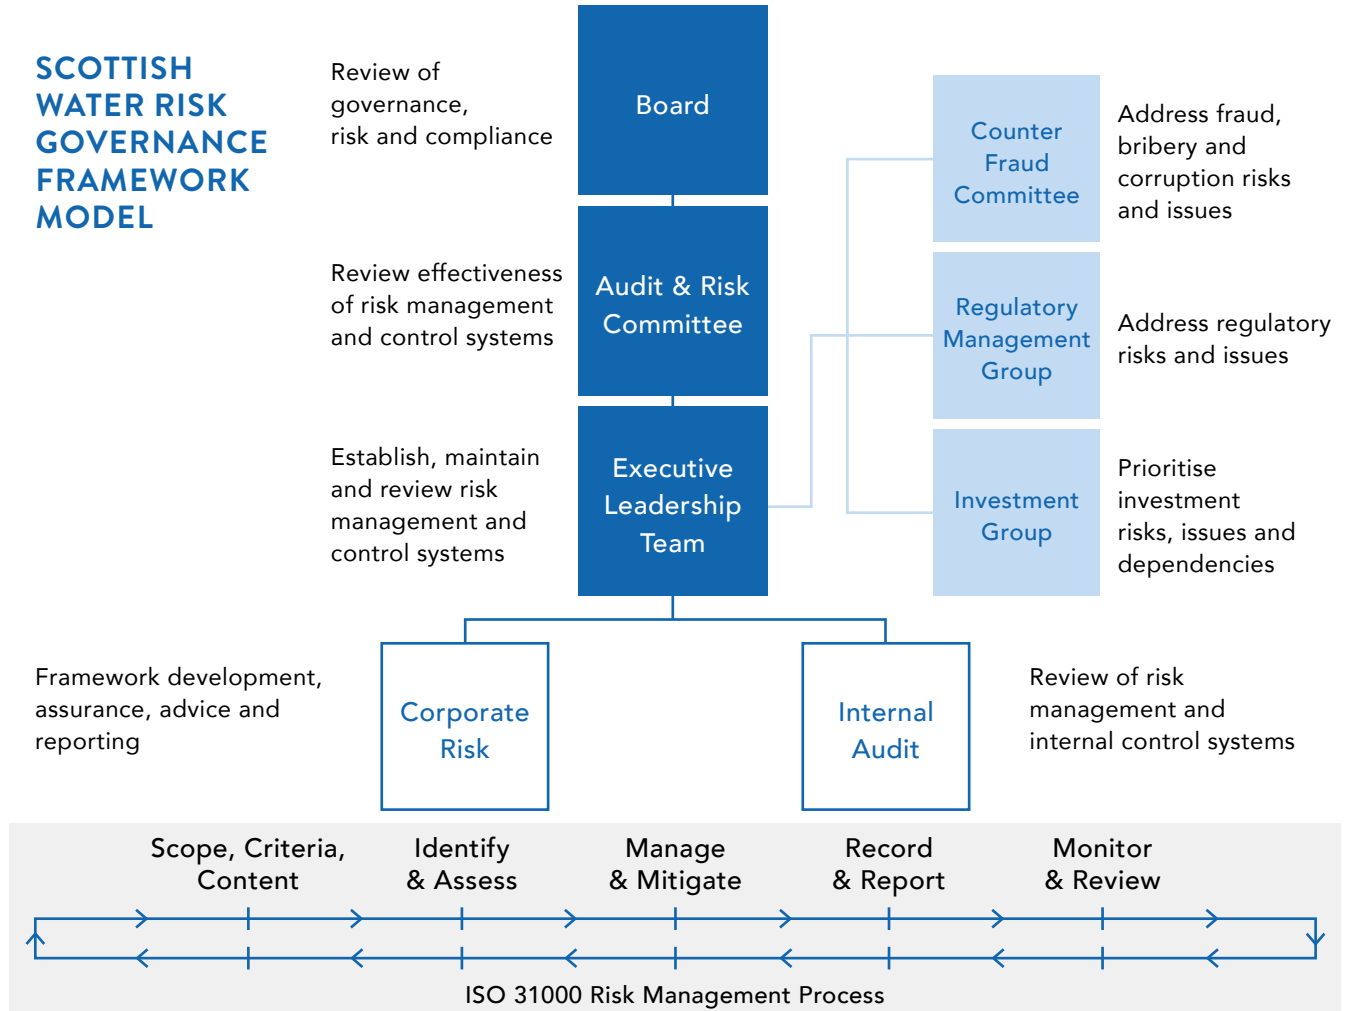 SCOTTISH
WATER RISK
GOVERNANCE
FRAMEWORK
MODEL
Review of
governance,
risk and compliance
Board
Counter
Fraud
Committee
Address fraud,
bribery and
corruption risks
and issues
Review effectiveness
of risk management
and control systems
Audit & Risk
Committee
Regulatory
Management
Group
Address regulatory
risks and issues
Establish, maintain
and review risk
management and
control systems
Executive
Leadership
Team
Investment
Group
Prioritise
investment
risks, issues and
dependencies
Framework development,
assurance, advice and
reporting
Corporate
Risk
Internal
Audit
Review of risk
management and
internal control systems
Scope, Criteria,
Content
Identify
& Assess
Manage
& Mitigate
Record
& Report
Monitor
& Review
ISO 31000 Risk Management Process